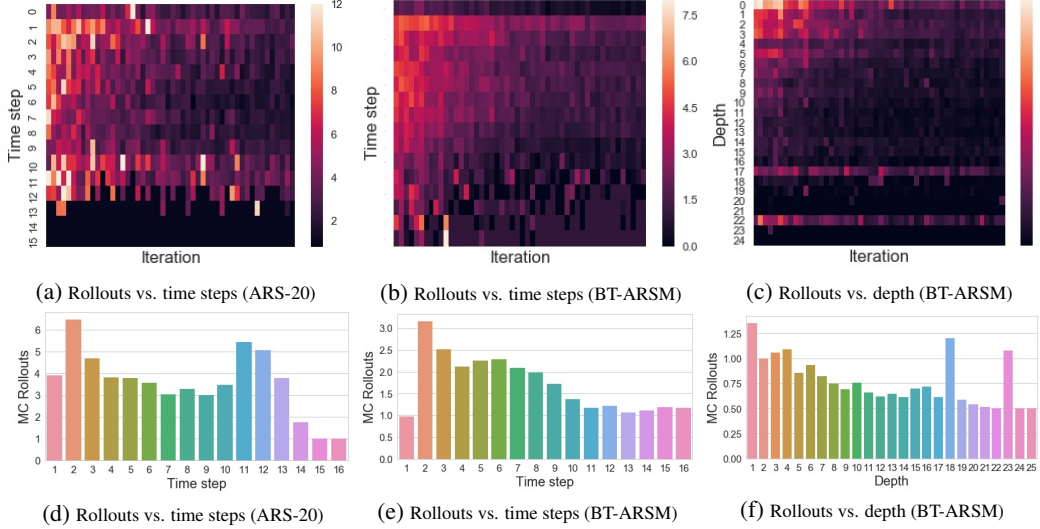 0 1 2 3 4 5 6 7 8 9 10 11 12 13 14 15
Time step
Iteration
12 10 8 6 4 2
Time step
Iteration
7.5 6.0 4.5 3.0 1.5 0.0
0 1 2 3 4 5 6 7 8 9 10 11 12 13 14 15 16 17 18 19 20 21 22 23 24
Depth
Iteration
(a) Rollouts vs. time steps (ARS-20)
(b) Rollouts vs. time steps (BT-ARSM)
(c) Rollouts vs. depth (BT-ARSM)
6 5 4 3 2 1 0
MC Rollouts
1 2 3 4 5 6 7 8 9 10 11 12 13 14 15 16
Time step
3.0 2.5 2.0 1.5 1.0 0.5 0.0
MC Rollouts
1 2 3 4 5 6 7 8 9 10 11 12 13 14 15 16
Time step
1.25 1.00 0.75 0.50 0.25 0.00
MC Rollouts
1 2 3 4 5 6 7 8 9 10 11 12 13 14 15 16 17 18 19 20 21 22 23 24 25
Depth
(d) Rollouts vs. time steps (ARS-20)
(e) Rollouts vs. time steps (BT-ARSM)
(f) Rollouts vs. depth (BT-ARSM)